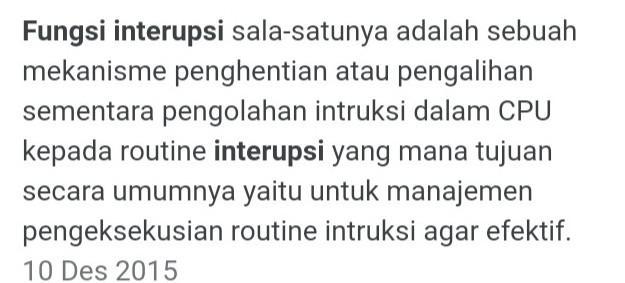 Fungsi interupsi sala-satunya adalah sebuah
mekanisme penghentian atau pengalihan
sementara pengolahan intruksi dalam CPU
kepada routine interupsi yang mana tujuan
secara umumnya yaitu untuk manajemen
pengeksekusian routine intruksi agar efektif.
10 Des 2015